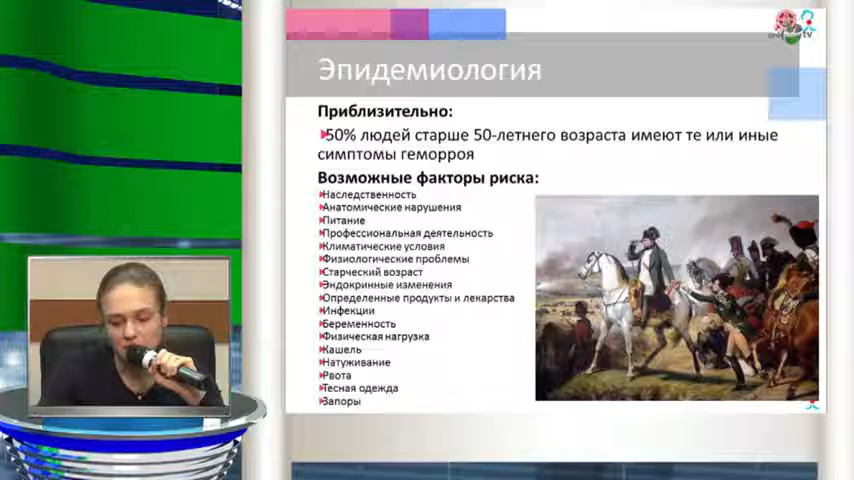 Эпидемиология
Приблизительно:
50% людей старше 50-летнего возраста имеют те или иные
симптомы геморроя
Возможные факторы риска:
Наследственность
Анатомические нарушения
Питание
Профессиональная деятельность
Климатические условия
Физиологические проблемы
Старческий возраст
Эндокринные изменения
Определенные продукты и лекарства
Инфекции
Беременность
Физическая нагрузка
Кашель
Натуживание
Рвота
Тесная одежда
Запоры